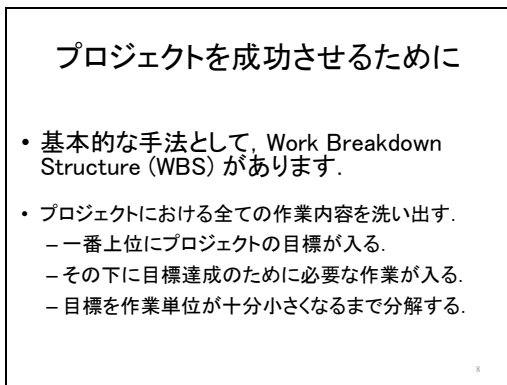 プロジェクトを成功させるために
• 基本的な手法として, Work Breakdown
Structure (WBS) があります.
• プロジェクトにおける全ての作業内容を洗い出す.
– 一番上位にプロジェクトの目標が入る.
– その下に目標達成のために必要な作業が入る.
– 目標を作業単位が十分小さくなるまで分解する.
8